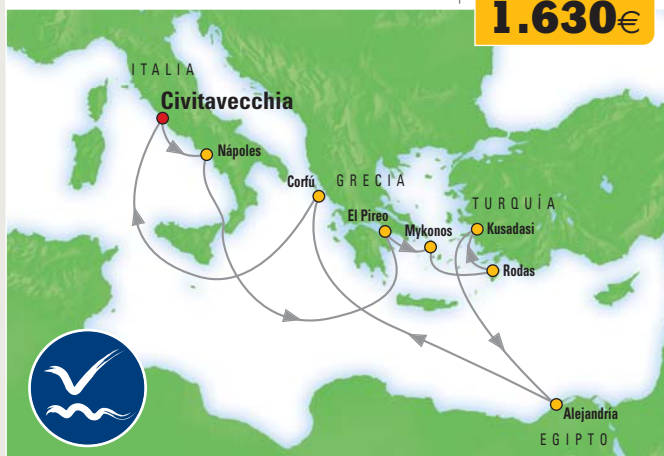 1.630€
ITALIA
Civitavecchia
Nápoles
Corfú
GRECIA
El Pireo
Mykonos
TURQUÍA
Kusadasi
Rodas
Alejandría
EGIPTO